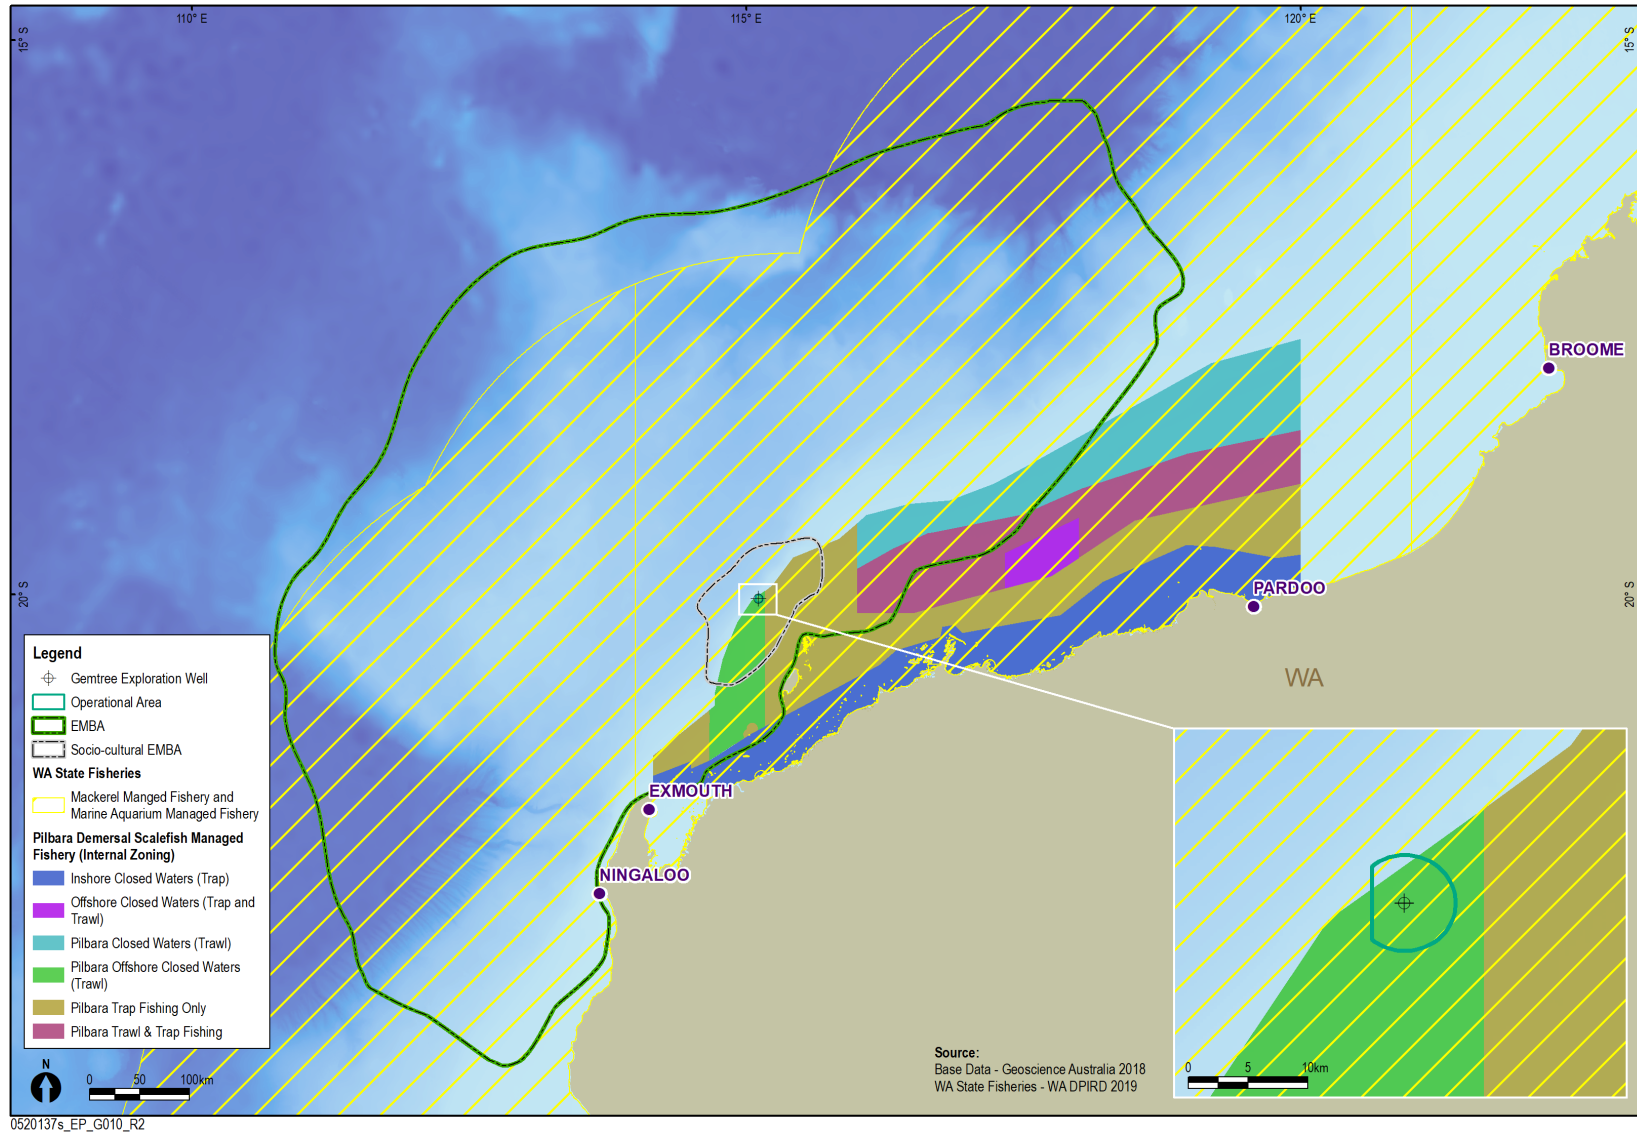 110° E
115° E
120° E
15° S
15° S
20° S
20° S
BROOME
PARDOO
WA
EXMOUTH
NINGALOO
Legend
Gemtree Exploration Well
Operational Area
EMBA
Socio-cultural EMBA
WA State Fisheries
Mackerel Manged Fishery and
Marine Aquarium Managed Fishery
Pilbara Demersal Scalefish Managed
Fishery (Internal Zoning)
Inshore Closed Waters (Trap)
Offshore Closed Waters (Trap and
Trawl)
Pilbara Closed Waters (Trawl)
Pilbara Offshore Closed Waters
(Trawl)
Pilbara Trap Fishing Only
Pilbara Trawl & Trap Fishing
N
0 50 100km
Source:
Base Data - Geoscience Australia 2018
WA State Fisheries - WA DPIRD 2019
0 5 10km
0520137s_EP_G010_R2